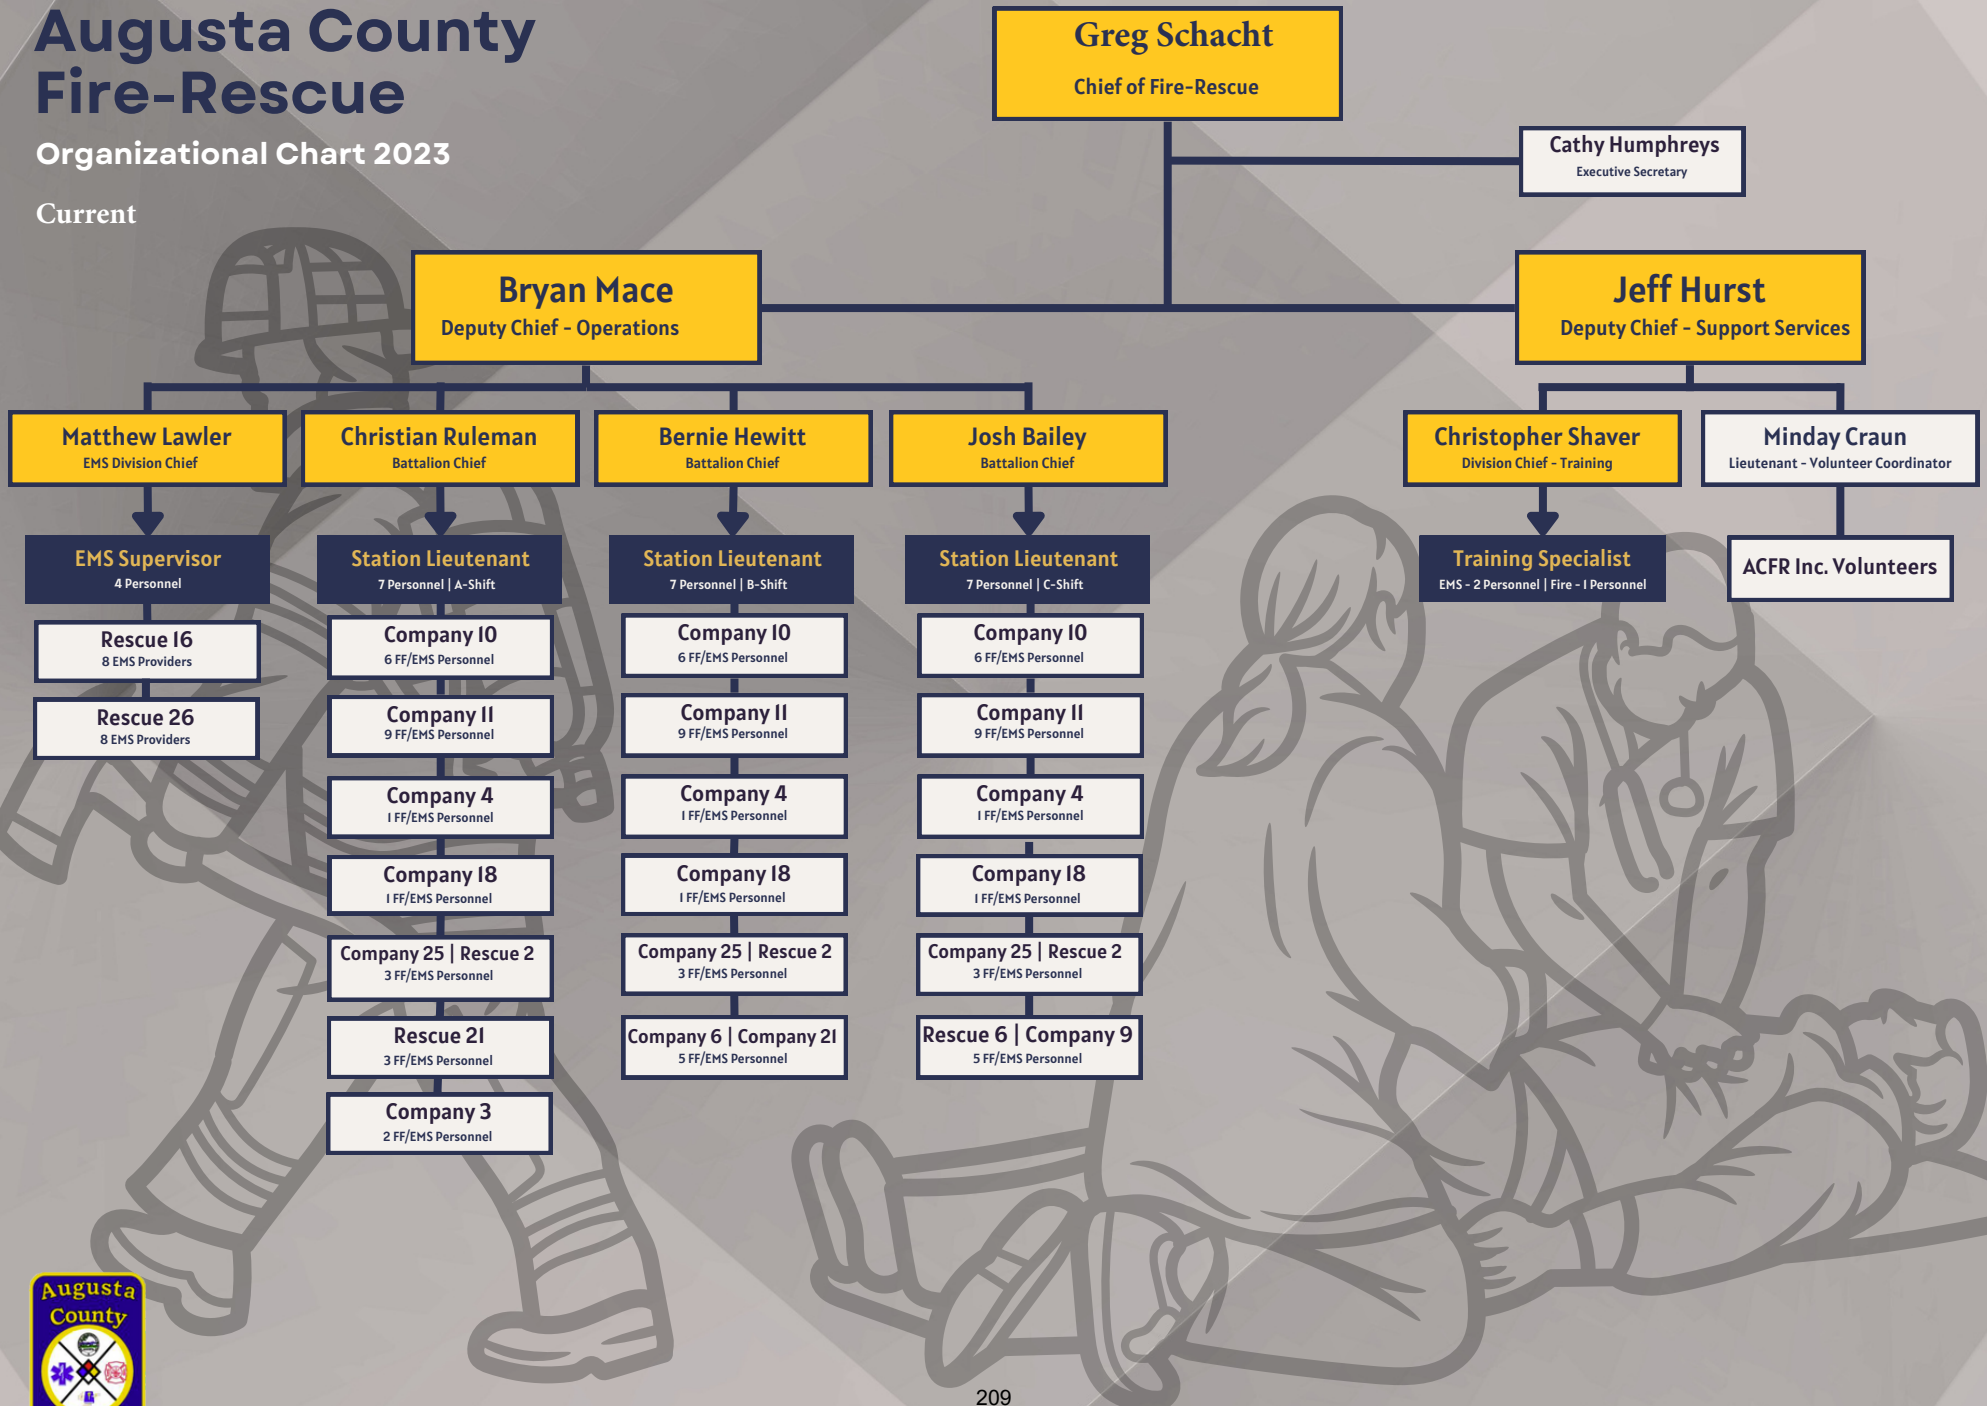 Augusta County
Fire-Rescue
Organizational Chart 2023
Current
Greg Schacht
Chief of Fire-Rescue
Cathy Humphreys
Executive Secretary
Bryan Mace
Deputy Chief - Operations
Jeff Hurst
Deputy Chief - Support Services
Matthew Lawler
EMS Division Chief
Christian Ruleman
Battalion Chief
Bernie Hewitt
Battalion Chief
Josh Bailey
Battalion Chief
Christopher Shaver
Division Chief - Training
Minday Craun
Lieutenant - Volunteer Coordinator
EMS Supervisor
4 Personnel
Rescue 16
8 EMS Providers
Rescue 26
8 EMS Providers
Station Lieutenant
7 Personnel | A-Shift
Company 10
6 FF/EMS Personnel
Company 11
9 FF/EMS Personnel
Company 4
1 FF/EMS Personnel
Company 18
1 FF/EMS Personnel
Company 25 | Rescue 2
3 FF/EMS Personnel
Rescue 21
3 FF/EMS Personnel
Company 3
2 FF/EMS Personnel
Station Lieutenant
7 Personnel | B-Shift
Company 10
6 FF/EMS Personnel
Company 11
9 FF/EMS Personnel
Company 4
1 FF/EMS Personnel
Company 18
1 FF/EMS Personnel
Company 25 | Rescue 2
3 FF/EMS Personnel
Company 6 | Company 21
5 FF/EMS Personnel
Station Lieutenant
7 Personnel | C-Shift
Company 10
6 FF/EMS Personnel
Company 11
9 FF/EMS Personnel
Company 4
1 FF/EMS Personnel
Company 18
1 FF/EMS Personnel
Company 25 | Rescue 2
3 FF/EMS Personnel
Rescue 6 | Company 9
5 FF/EMS Personnel
Training Specialist
EMS - 2 Personnel | Fire - 1 Personnel
ACFR Inc. Volunteers
Augusta
County
209